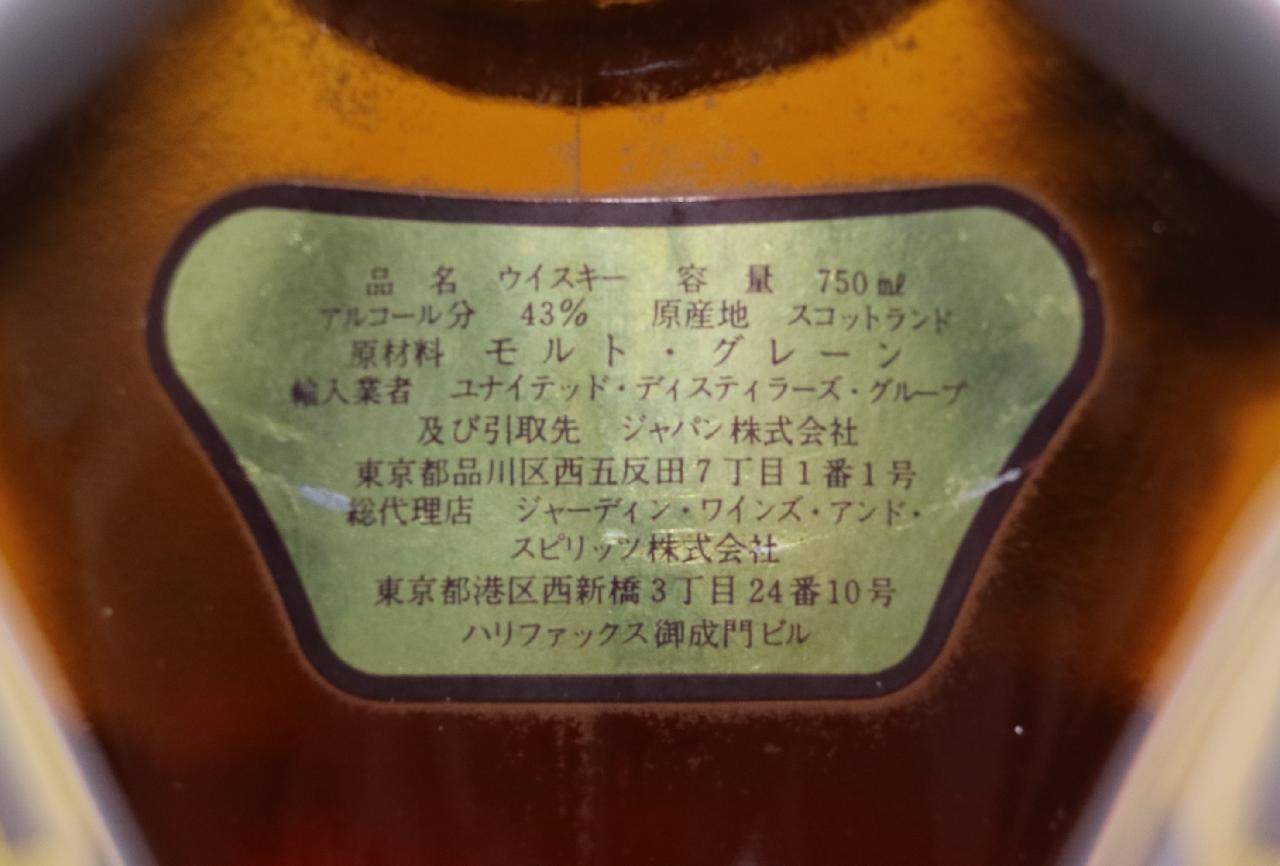 品名 ウイスキー 容量 750㎖
アルコール分 43% 原産地 スコットランド
原材料 モルト・グレーン
輸入業者 ユナイテッド・ディスティラーズ・グループ
及び引取先 ジャパン株式会社
東京都品川区西五反田7丁目1番1号
総代理店 ジャーディン・ワインズ・アンド・
スピリッツ株式会社
東京都港区西新橋3丁目24番10号
ハリファックス御成門ビル